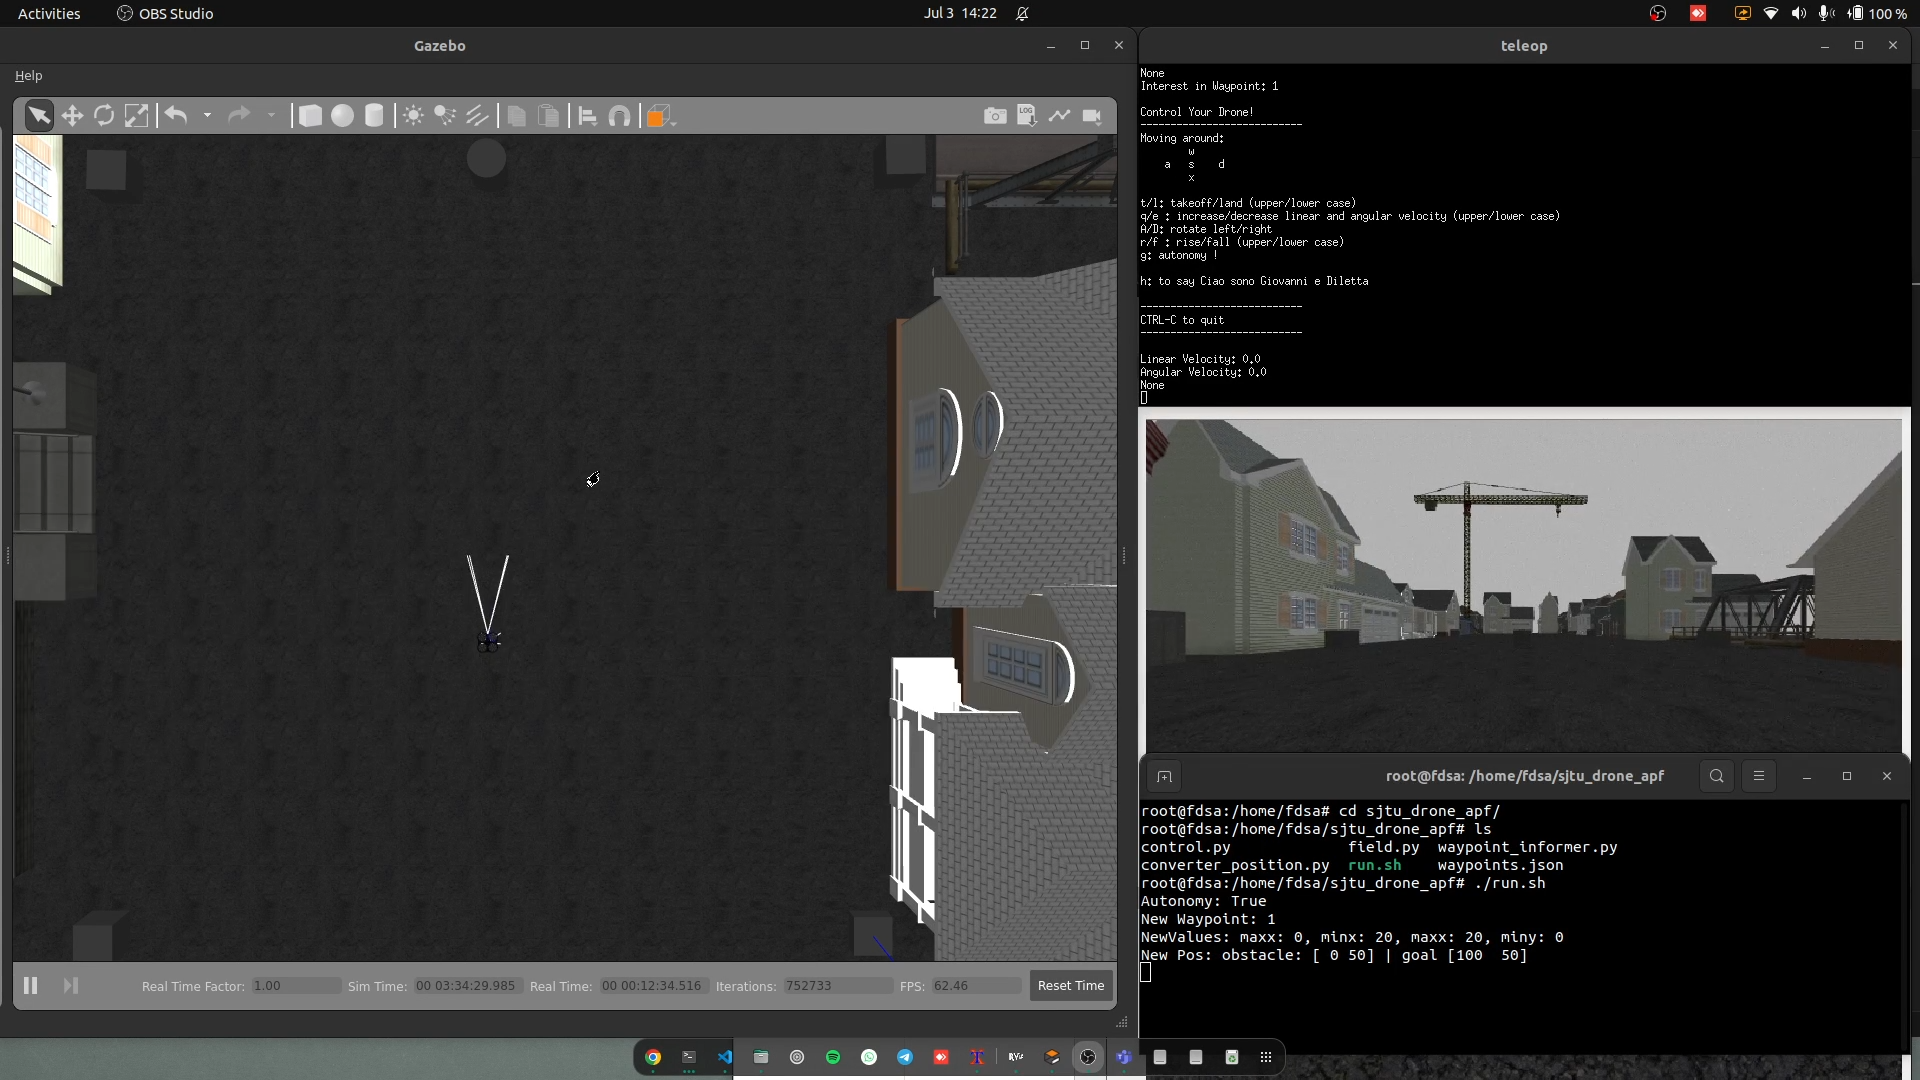 Activities
OBS Studio
Jul 3 14:22
100 %
Gazebo
Help
LOG
Real Time Factor: 1.00 Sim Time: 00 03:34:29.985 Real Time: 00 00:12:34.516 Iterations: 752733 FPS: 62.46 Reset Time
teleop
None
Interest in Waypoint: 1
Control Your Drone!
---------------------------
Moving around:
w
a s d
x
t/l: takeoff/land (upper/lower case)
q/e : increase/decrease linear and angular velocity (upper/lower case)
A/D: rotate left/right
r/f : rise/fall (upper/lower case)
g: autonomy !
h: to say Ciao sono Giovanni e Diletta
---------------------------
CTRL-C to quit
---------------------------
Linear Velocity: 0.0
Angular Velocity: 0.0
None
root@fdsa: /home/fdsa/sjtu_drone_apf
root@fdsa:/home/fdsa# cd sjtu_drone_apf/
root@fdsa:/home/fdsa/sjtu_drone_apf# ls
control.py field.py waypoint_informer.py
converter_position.py run.sh waypoints.json
root@fdsa:/home/fdsa/sjtu_drone_apf# ./run.sh
Autonomy: True
New Waypoint: 1
NewValues: maxx: 0, minx: 20, maxx: 20, miny: 0
New Pos: obstacle: [ 0 50] | goal [100  50]
RViz